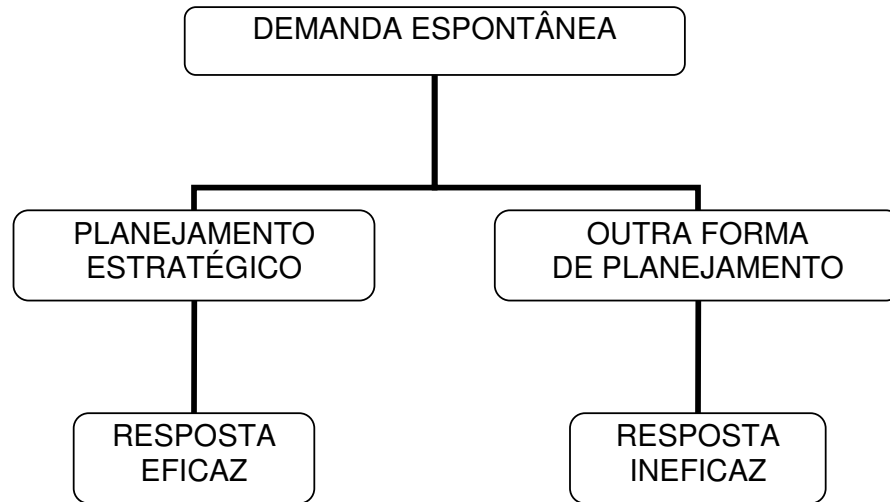 DEMANDA ESPONTÂNEA
PLANEJAMENTO
ESTRATÉGICO
OUTRA FORMA
DE PLANEJAMENTO
RESPOSTA
EFICAZ
RESPOSTA
INEFICAZ